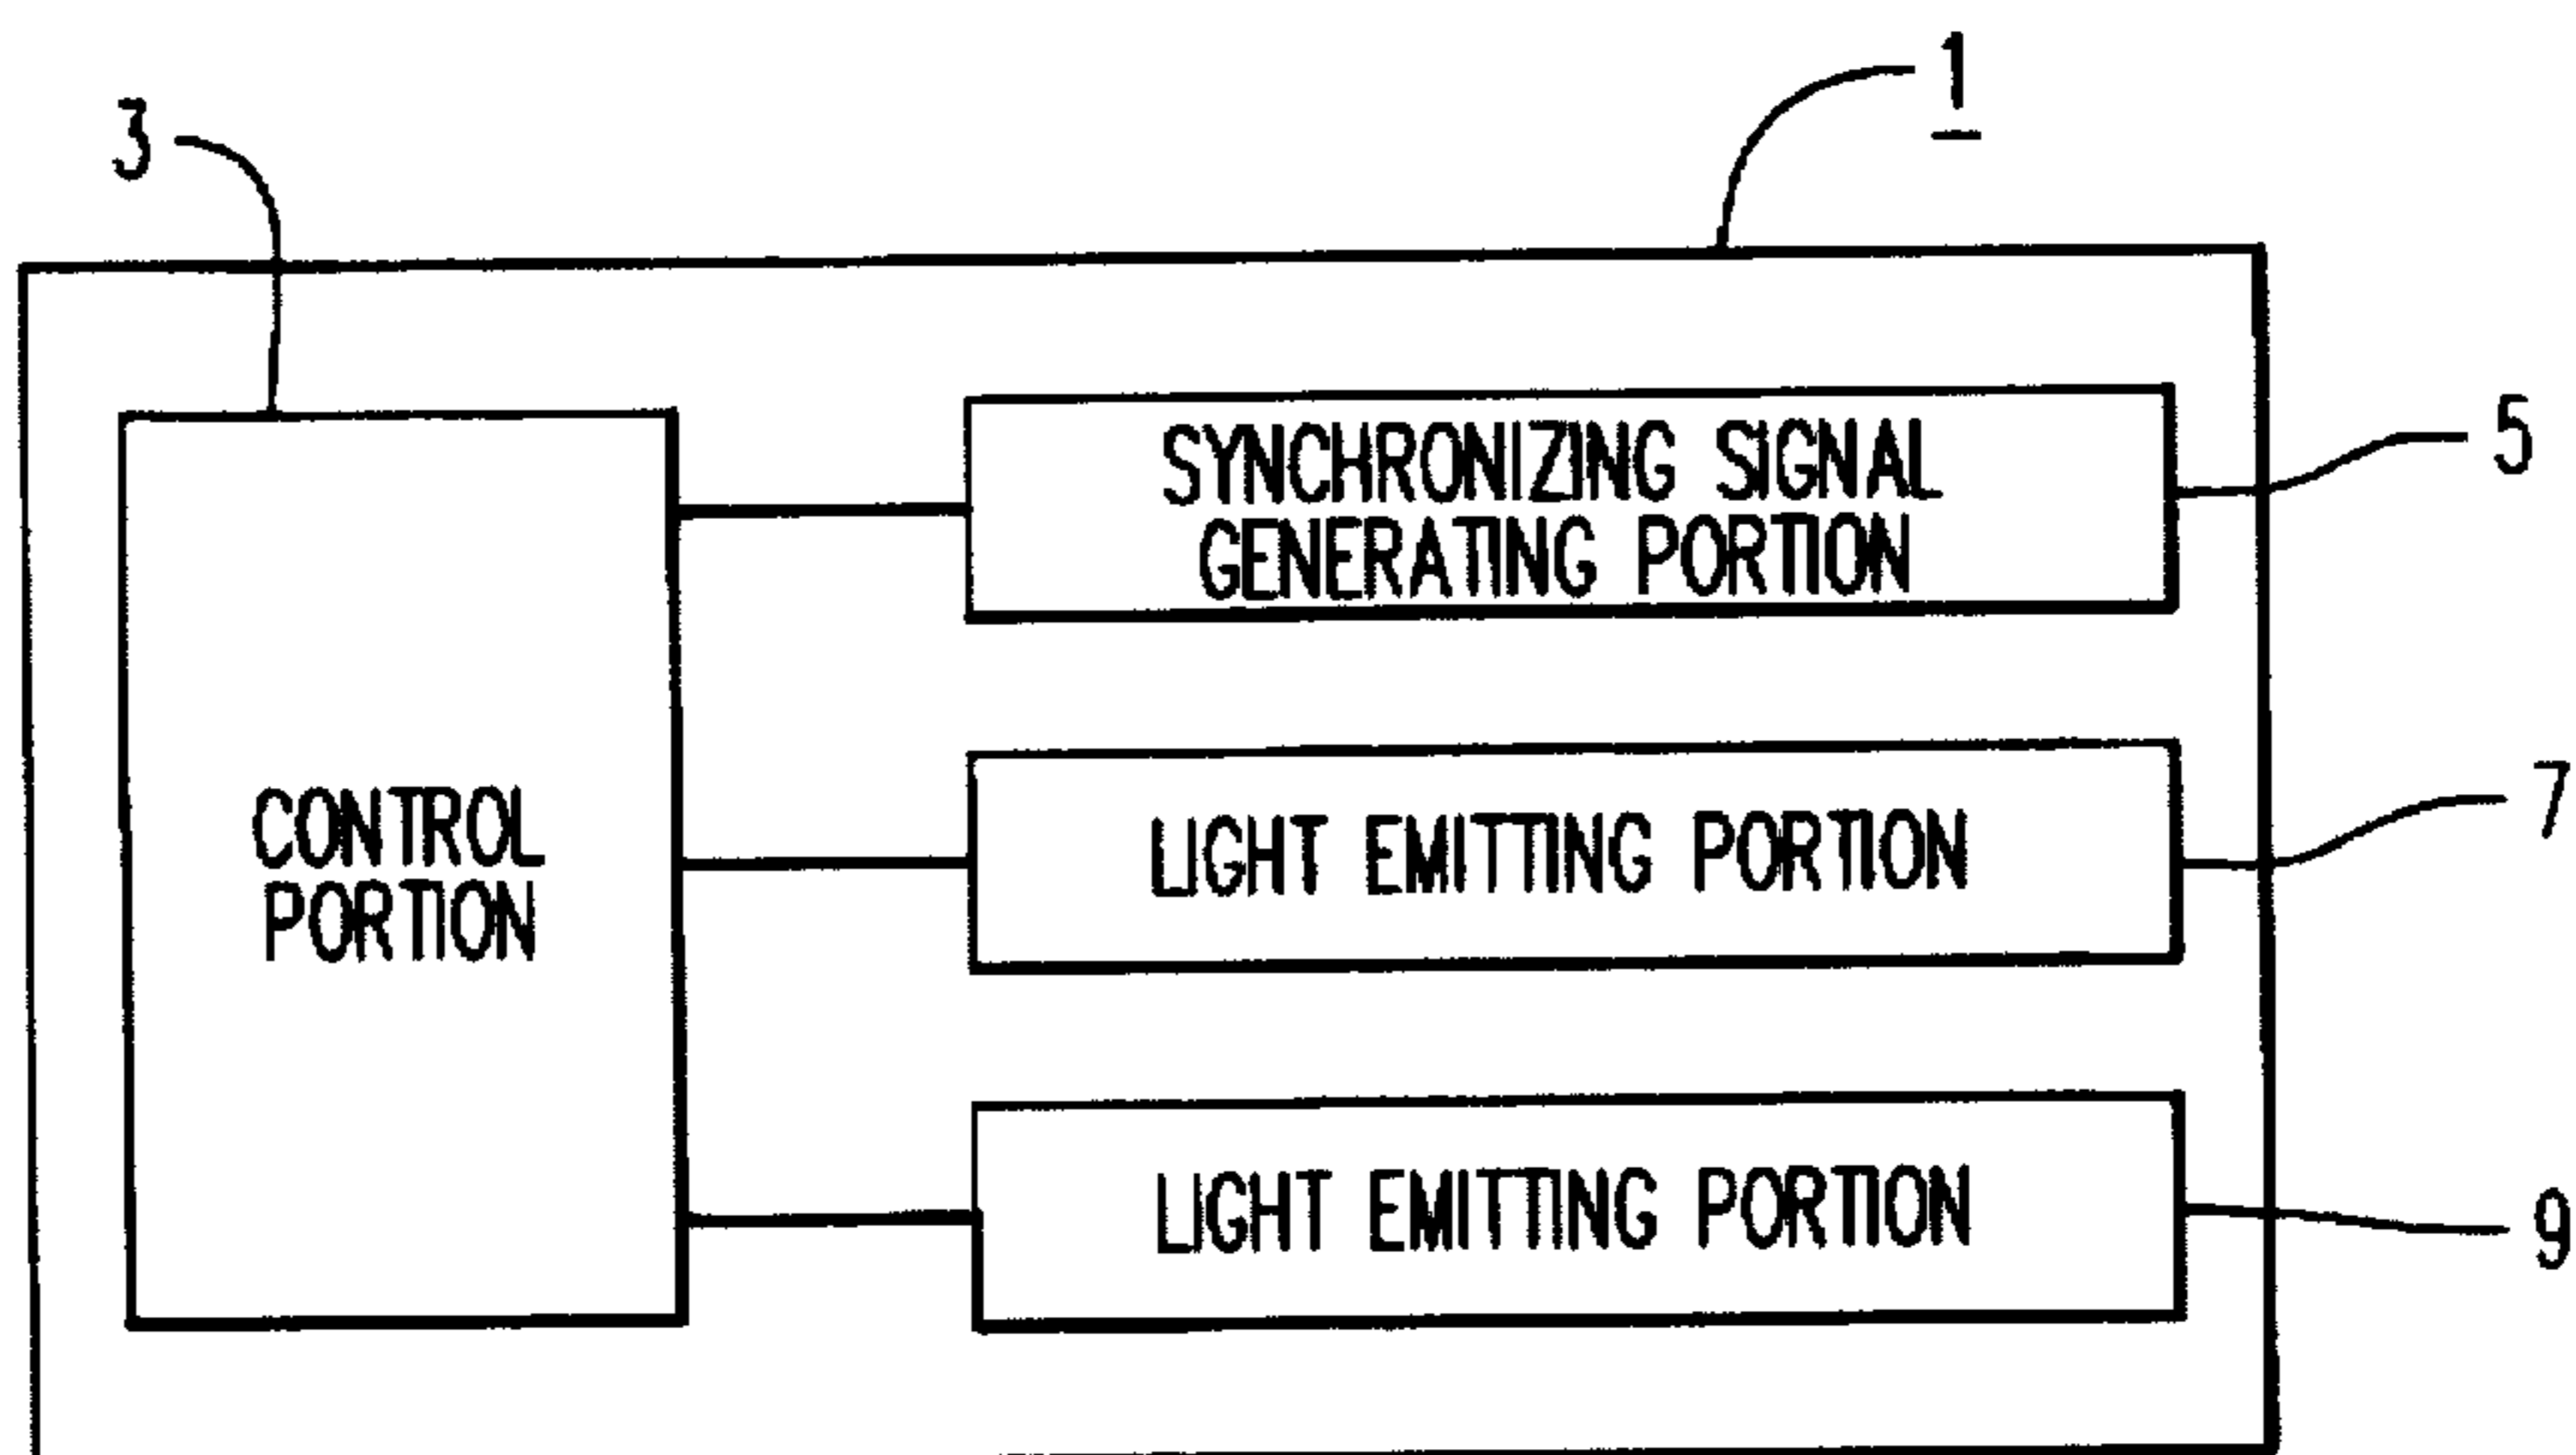 1
3
SYNCHRONIZING SIGNAL
GENERATING PORTION
5
CONTROL
PORTION
LIGHT EMITTING PORTION
7
LIGHT EMITTING PORTION
9